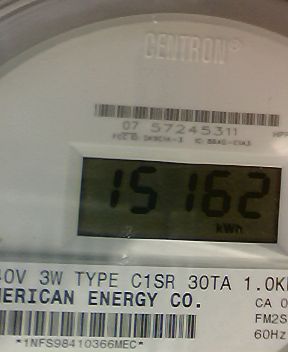 CENTRON®
07 57245311
15162
kWh
40V 3W TYPE C1SR 30TA 1.0K
MERICAN ENERGY CO.
CA 0
FM2S
60Hz
*1NFS98410366MEC*